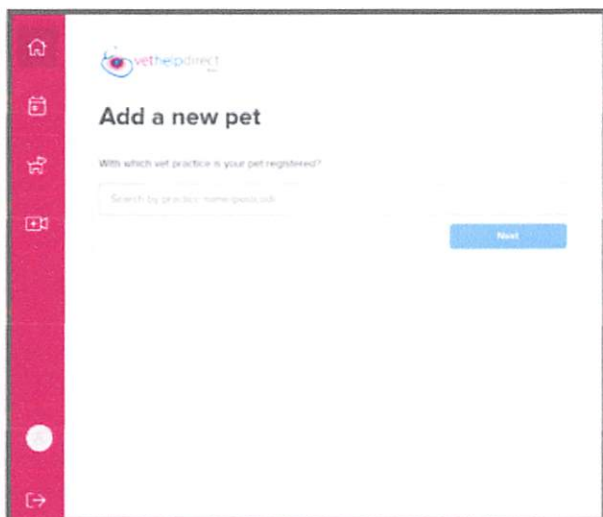 vethelpdirect
Add a new pet
With which vet practice is your pet registered?
Search by practice name/postcode
Next